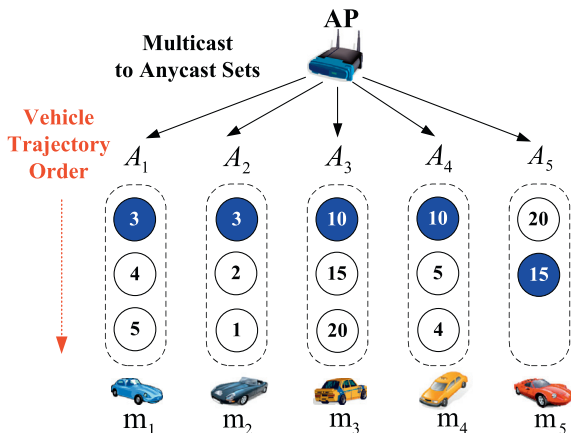 AP
Multicast
to Anycast Sets
Vehicle
Trajectory
Order
A1 A2 A3 A4 A5
3 3 10 10 20
4 2 15 5 15
5 1 20 4
m1 m2 m3 m4 m5